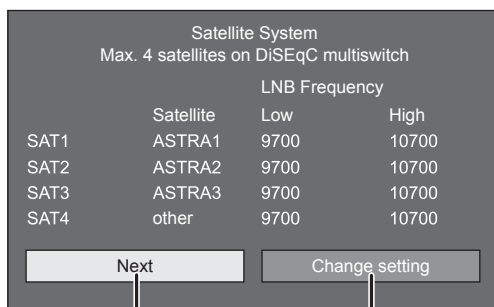 Satellite System
Max. 4 satellites on DiSEqC multiswitch
LNB Frequency
Satellite Low High
SAT1 ASTRA1 9700 10700
SAT2 ASTRA2 9700 10700
SAT3 ASTRA3 9700 10700
SAT4 other 9700 10700
Next Change setting